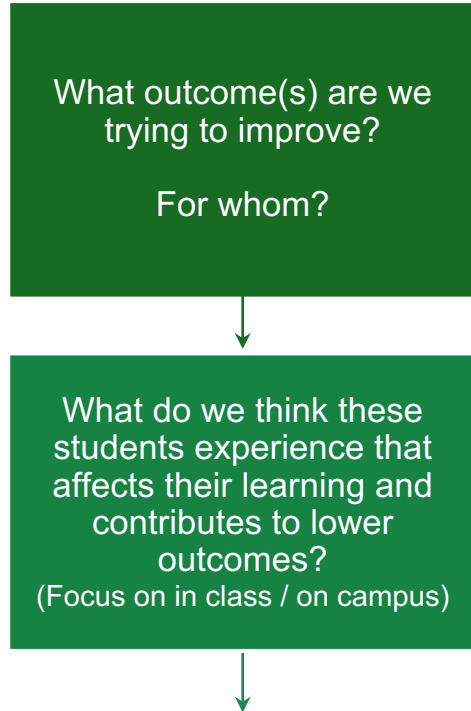 What outcome(s) are we
trying to improve?
For whom?
What do we think these
students experience that
affects their learning and
contributes to lower
outcomes?
(Focus on in class / on campus)